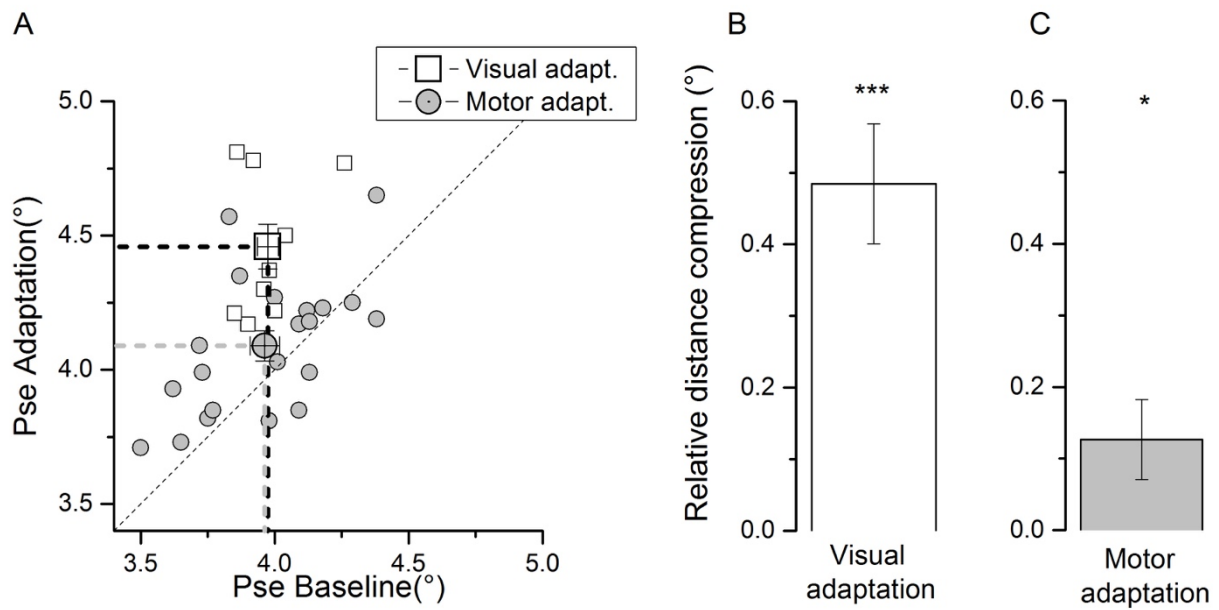 A
Visual adapt.
Motor adapt.
5.0
4.5
4.0
3.5
Pse Adaptation(°)
3.5 4.0 4.5 5.0
Pse Baseline(°)
B
***
0.6
0.4
0.2
0.0
Relative distance compression (°)
Visual
adaptation
C
*
0.6
0.4
0.2
0.0
Motor
adaptation